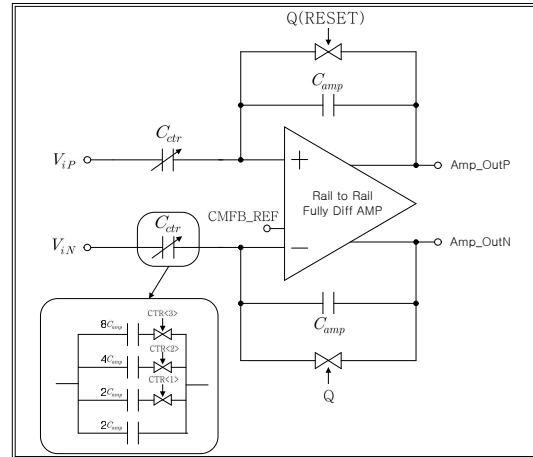 Q(RESET)
C_amp
C_ctr
V_iP
+
Amp_OutP
Rail to Rail
Fully Diff AMP
CMFB_REF
C_ctr
V_iN
−
Amp_OutN
C_amp
Q
CTR<3>
8C_amp
CTR<2>
4C_amp
CTR<1>
2C_amp
2C_amp